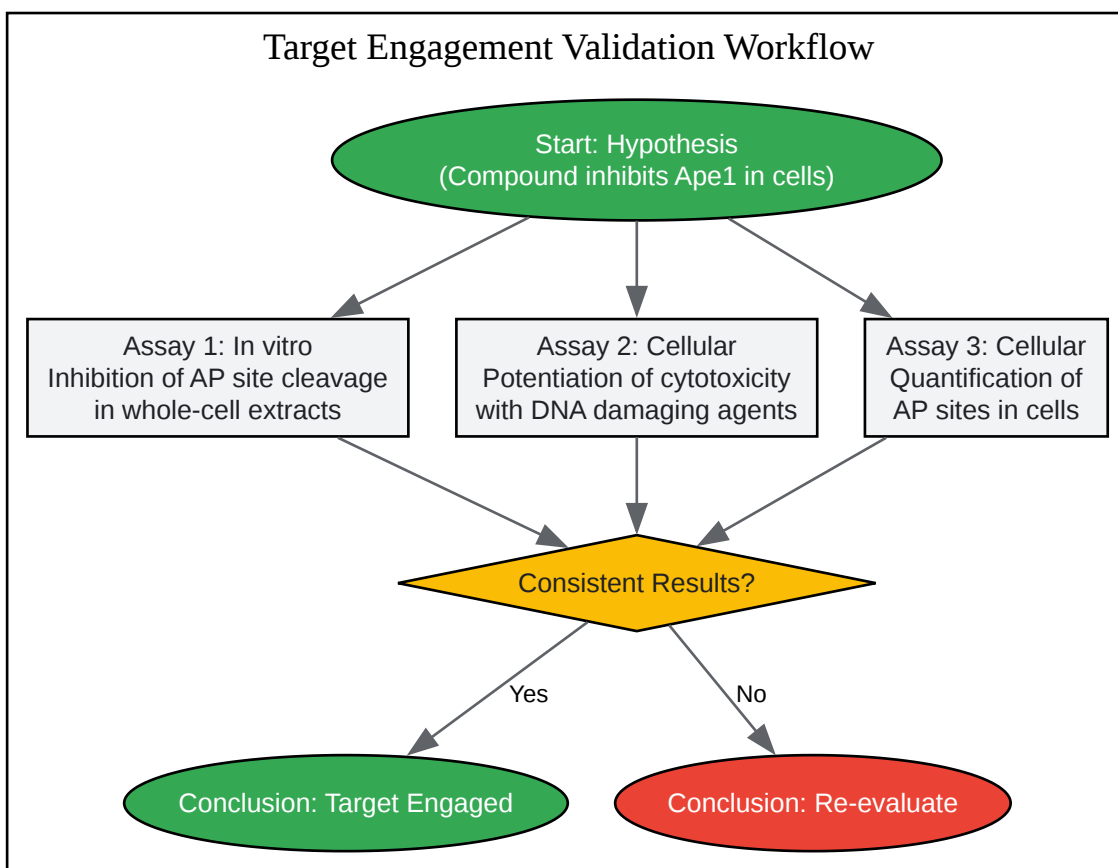 Target Engagement Validation Workflow
Start: Hypothesis
(Compound inhibits Ape1 in cells)
Assay 1: In vitro
Inhibition of AP site cleavage
in whole-cell extracts
Assay 2: Cellular
Potentiation of cytotoxicity
with DNA damaging agents
Assay 3: Cellular
Quantification of
AP sites in cells
Consistent Results?
Yes
No
Conclusion: Target Engaged
Conclusion: Re-evaluate